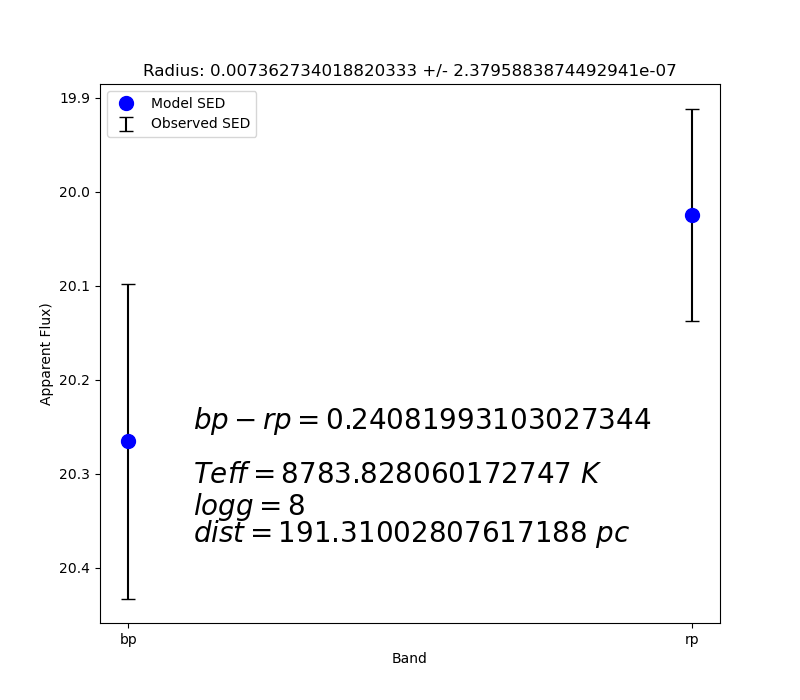 Radius: 0.007362734018820333 +/- 2.3795883874492941e-07
Model SED
Observed SED
19.9
20.0
20.1
20.2
20.3
20.4
Apparent Flux)
bp − rp = 0.24081993103027344
Teff = 8783.828060172747 K
logg = 8
dist = 191.31002807617188 pc
bp
rp
Band